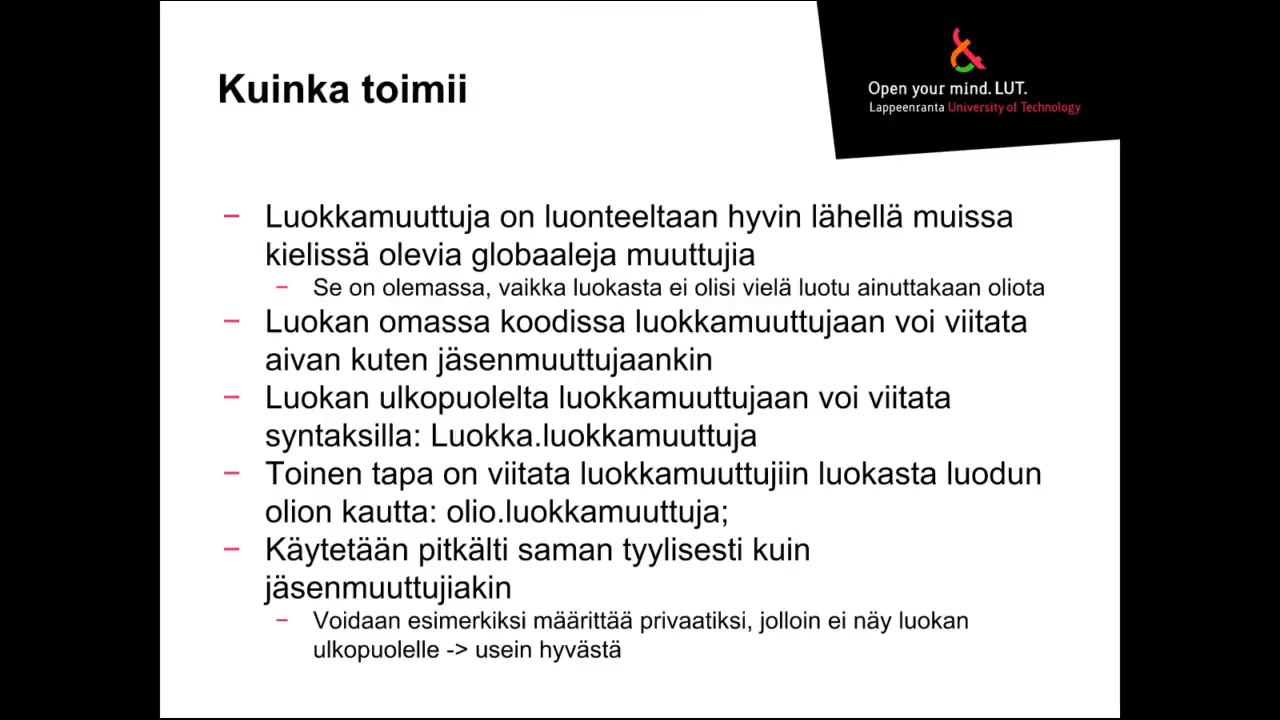 Kuinka toimii
Open your mind. LUT.
Lappeenranta University of Technology
− Luokkamuuttuja on luonteeltaan hyvin lähellä muissa
kielissä olevia globaaleja muuttujia
− Se on olemassa, vaikka luokasta ei olisi vielä luotu ainuttakaan oliota
− Luokan omassa koodissa luokkamuuttujaan voi viitata
aivan kuten jäsenmuuttujaankin
− Luokan ulkopuolelta luokkamuuttujaan voi viitata
syntaksilla: Luokka.luokkamuuttuja
− Toinen tapa on viitata luokkamuuttujiin luokasta luodun
olion kautta: olio.luokkamuuttuja;
− Käytetään pitkälti saman tyylisesti kuin
jäsenmuuttujiakin
− Voidaan esimerkiksi määrittää privaatiksi, jolloin ei näy luokan
ulkopuolelle -> usein hyvästä